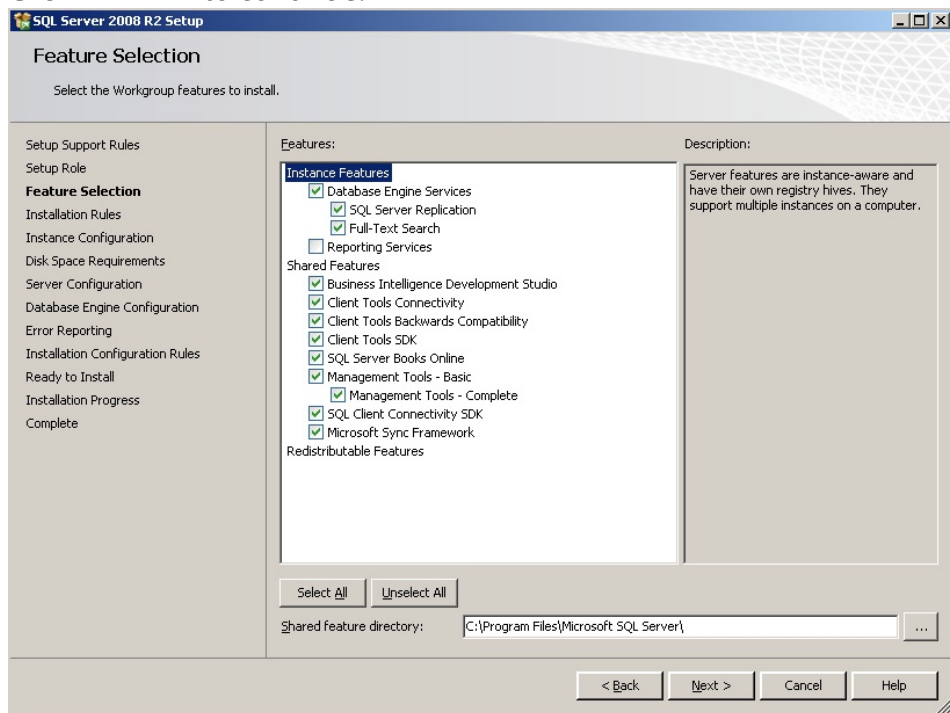 SQL Server 2008 R2 Setup
Feature Selection
Select the Workgroup features to install.
Setup Support Rules
Setup Role
Feature Selection
Installation Rules
Instance Configuration
Disk Space Requirements
Server Configuration
Database Engine Configuration
Error Reporting
Installation Configuration Rules
Ready to Install
Installation Progress
Complete
Features:
Instance Features
Database Engine Services
SQL Server Replication
Full-Text Search
Reporting Services
Shared Features
Business Intelligence Development Studio
Client Tools Connectivity
Client Tools Backwards Compatibility
Client Tools SDK
SQL Server Books Online
Management Tools - Basic
Management Tools - Complete
SQL Client Connectivity SDK
Microsoft Sync Framework
Redistributable Features
Description:
Server features are instance-aware and
have their own registry hives. They
support multiple instances on a computer.
Select All
Unselect All
Shared feature directory:
C:\Program Files\Microsoft SQL Server\
...
< Back
Next >
Cancel
Help